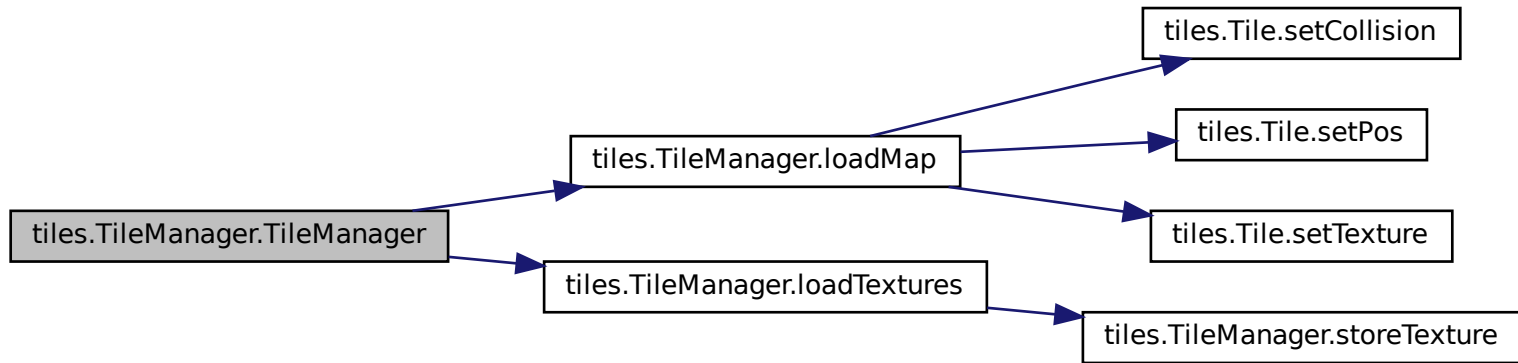 tiles.Tile.setCollision
tiles.Tile.setPos
tiles.TileManager.loadMap
tiles.Tile.setTexture
tiles.TileManager.TileManager
tiles.TileManager.loadTextures
tiles.TileManager.storeTexture